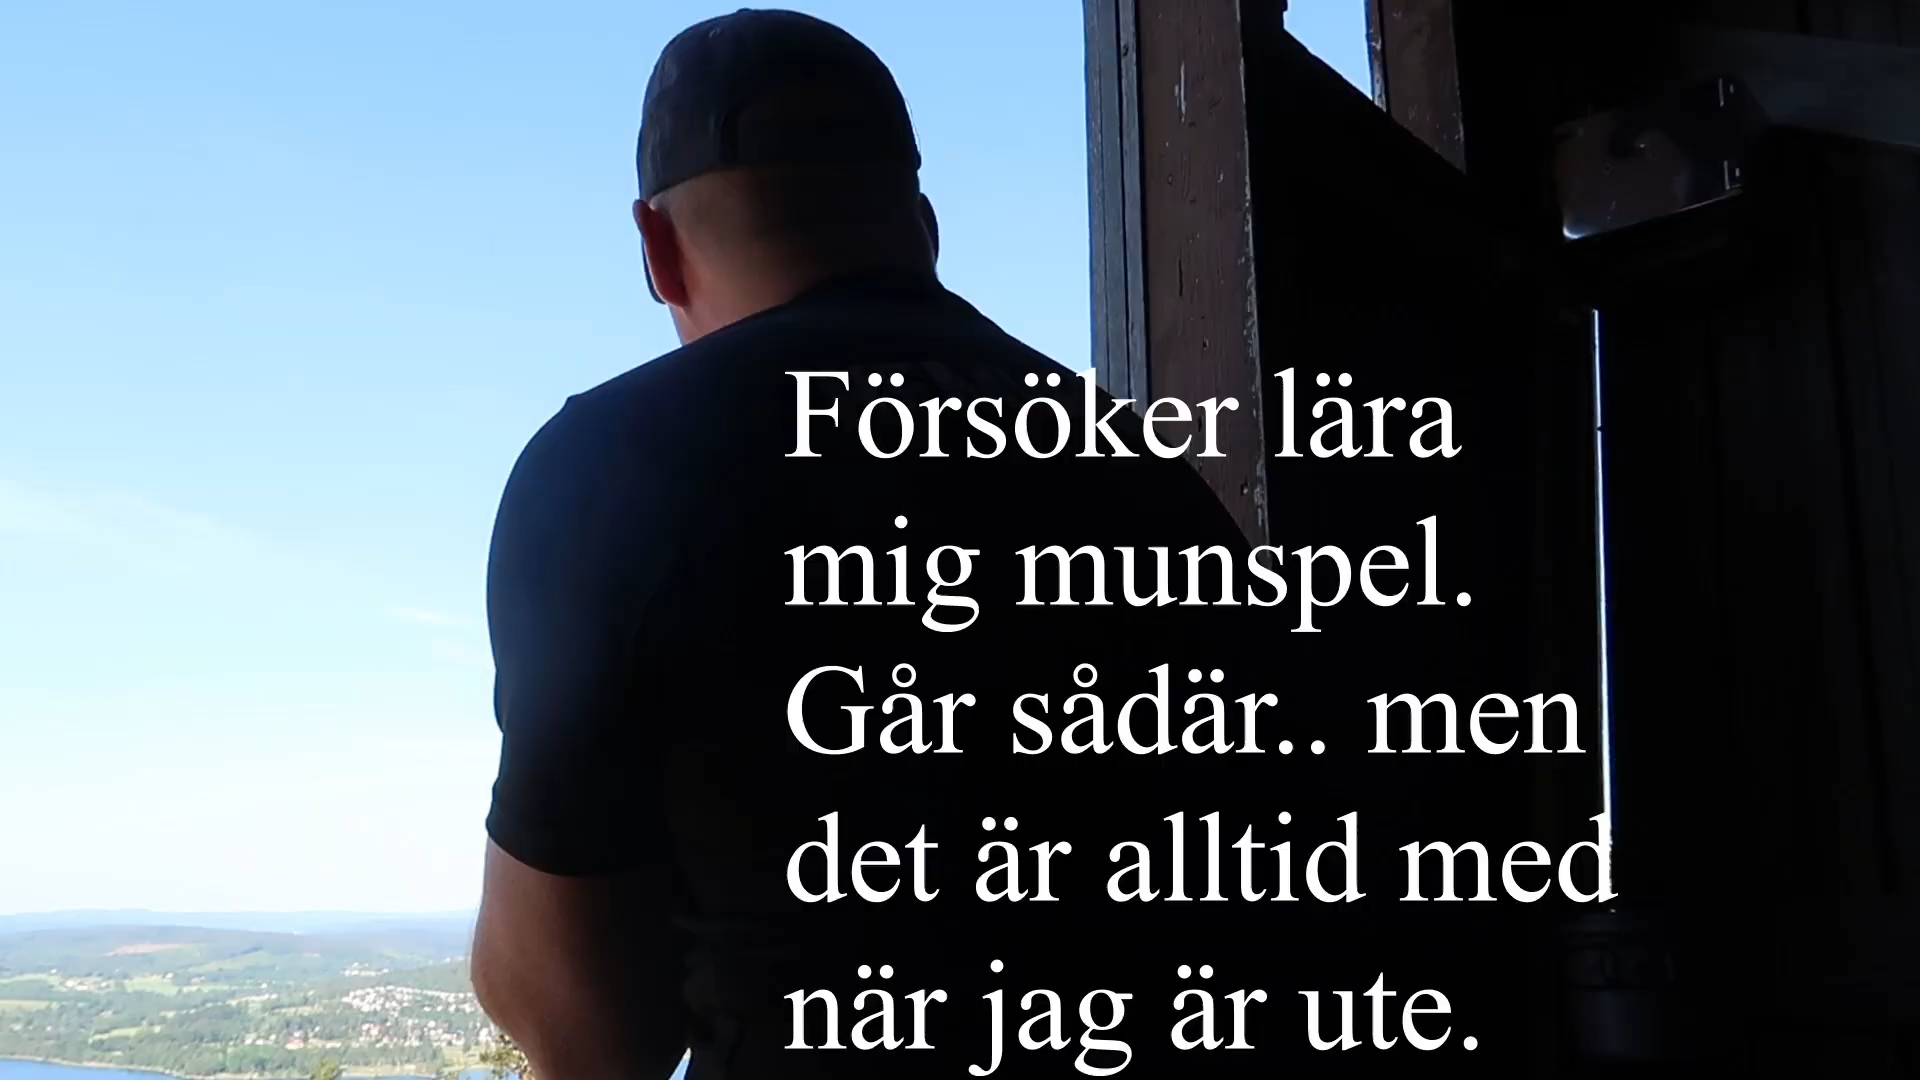 Försöker lära
mig munspel.
Går sådär.. men
det är alltid med
när jag är ute.